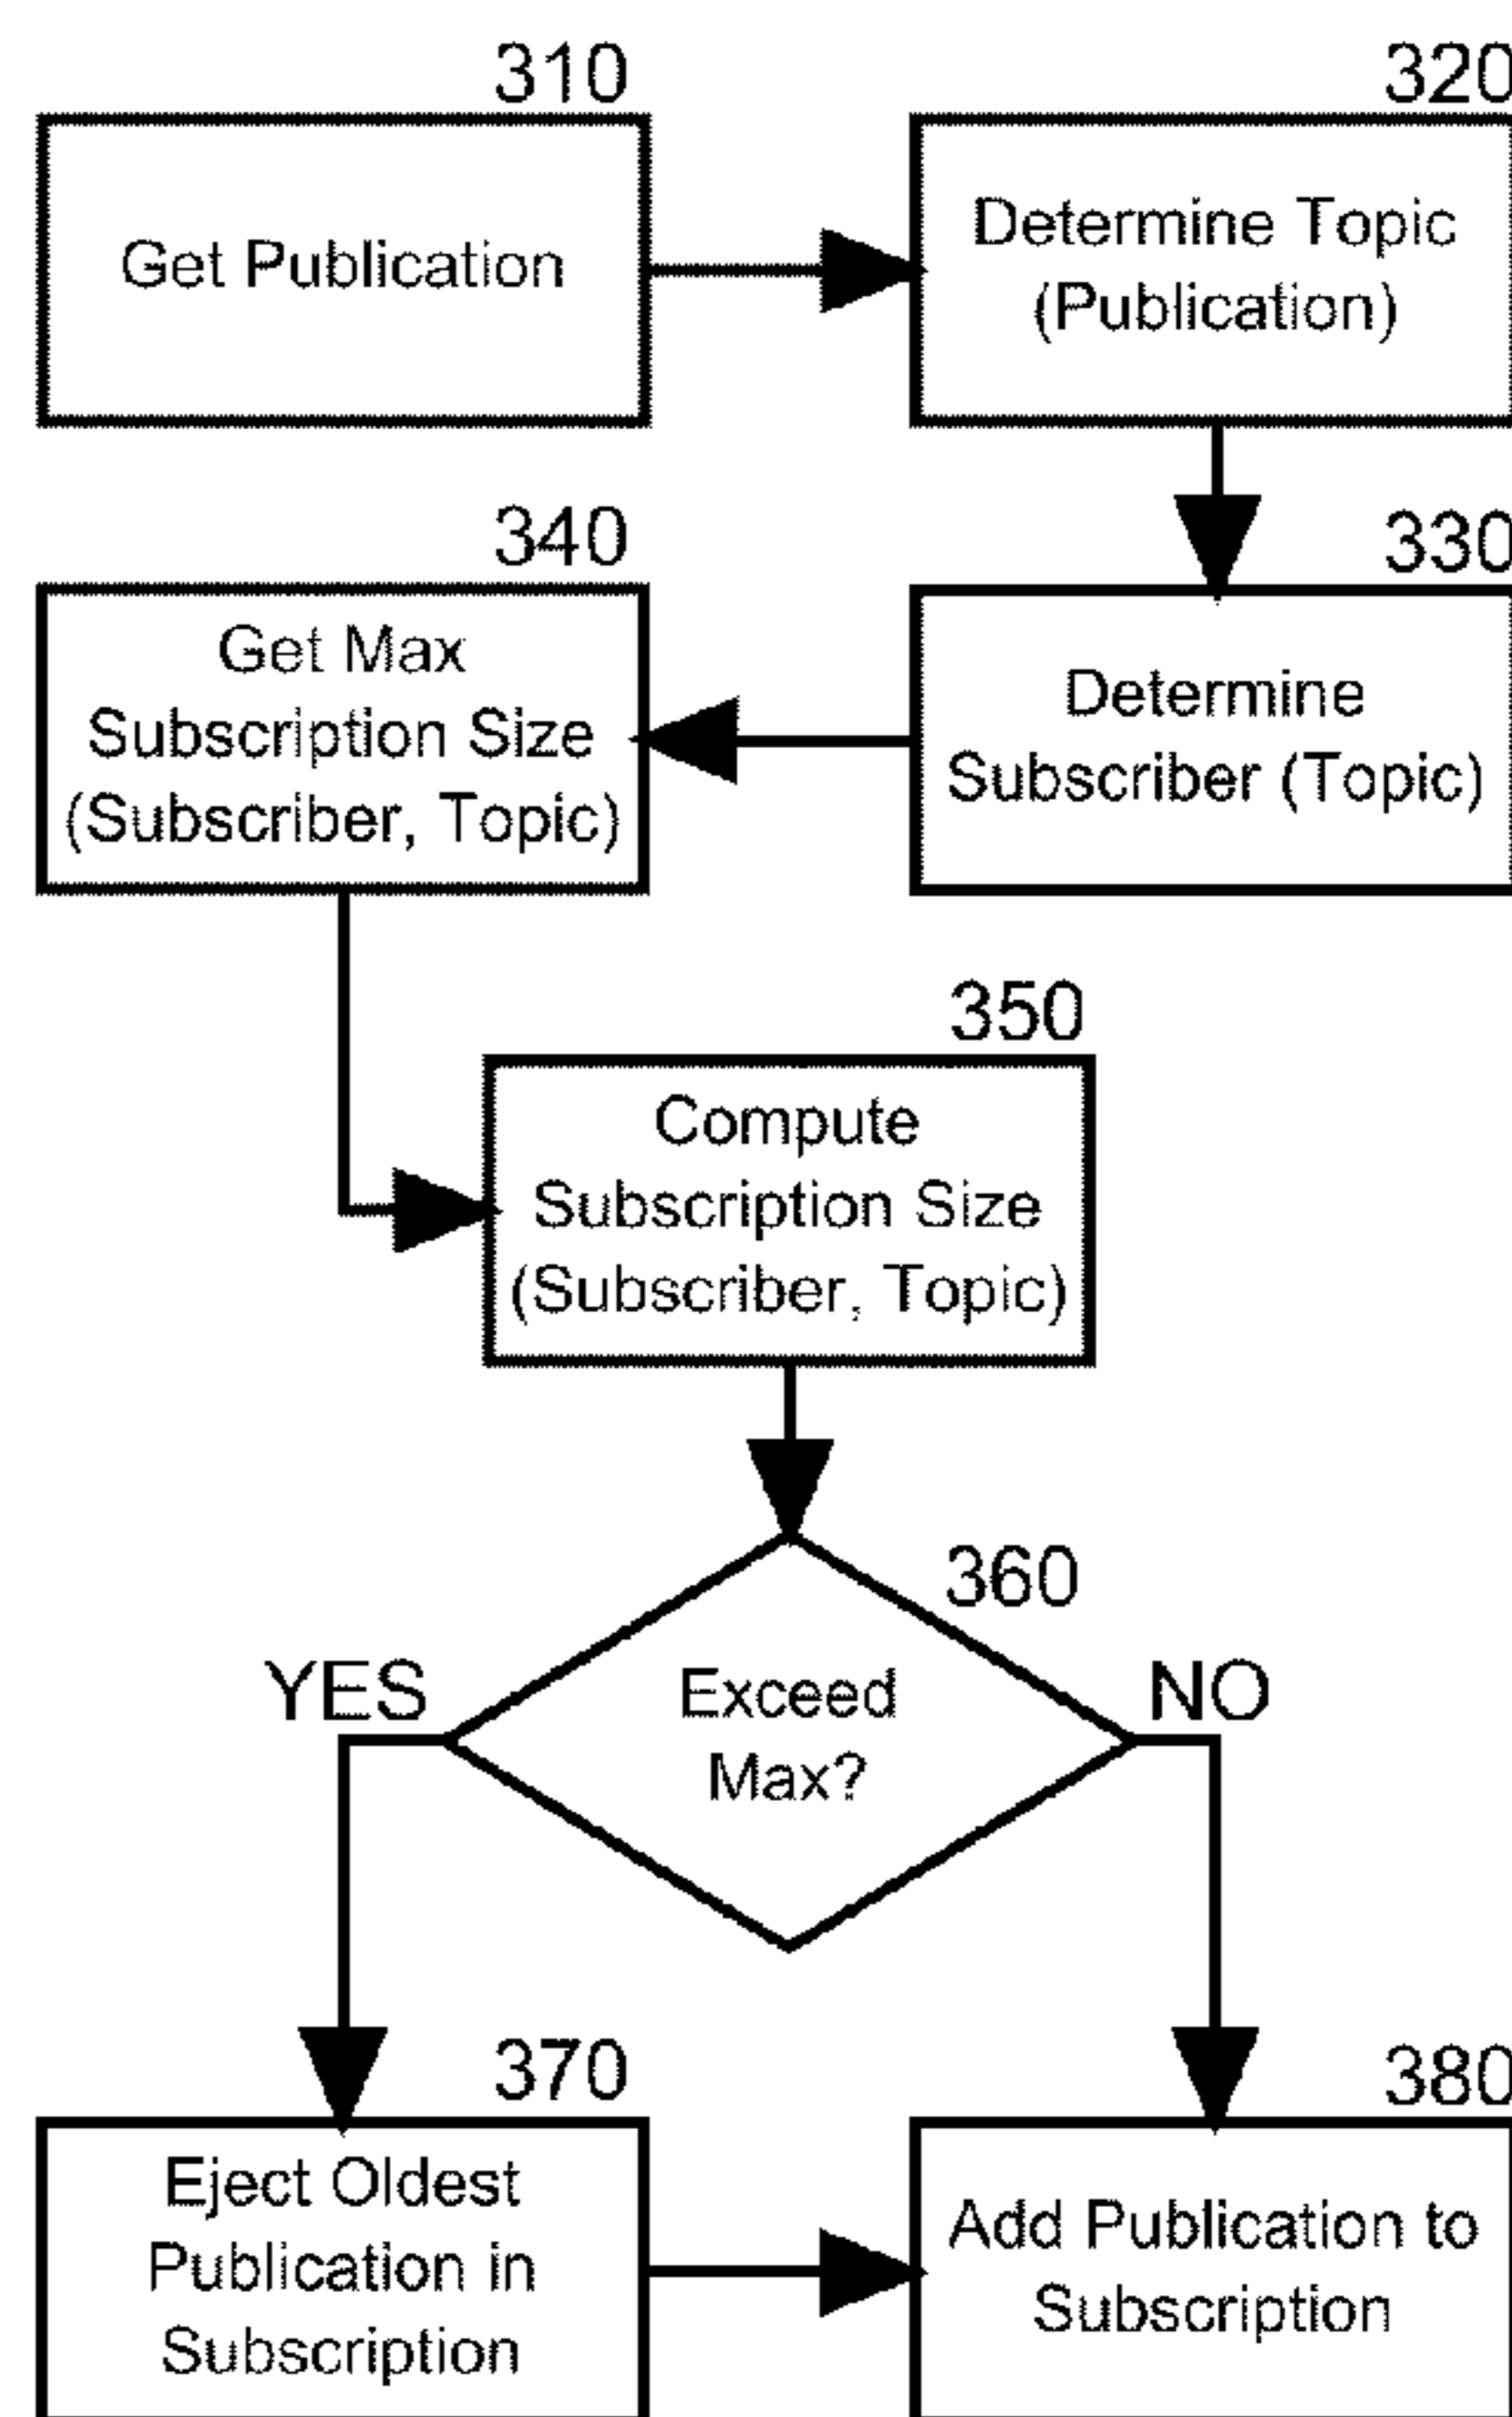 310
Get Publication
320
Determine Topic
(Publication)
340
Get Max
Subscription Size
(Subscriber, Topic)
330
Determine
Subscriber (Topic)
350
Compute
Subscription Size
(Subscriber, Topic)
360
Exceed
Max?
YES
NO
370
Eject Oldest
Publication in
Subscription
380
Add Publication to
Subscription